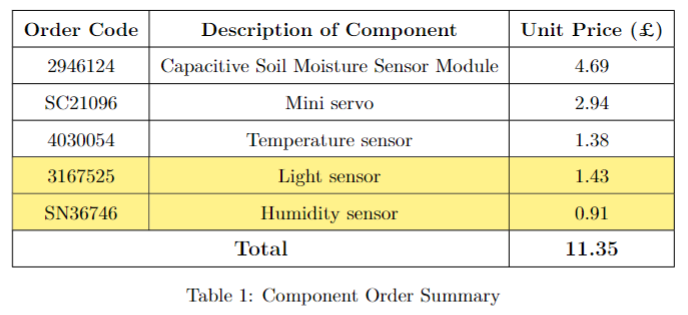 Order Code Description of Component Unit Price (£)
2946124 Capacitive Soil Moisture Sensor Module 4.69
SC21096 Mini servo 2.94
4030054 Temperature sensor 1.38
3167525 Light sensor 1.43
SN36746 Humidity sensor 0.91
Total 11.35
Table 1: Component Order Summary